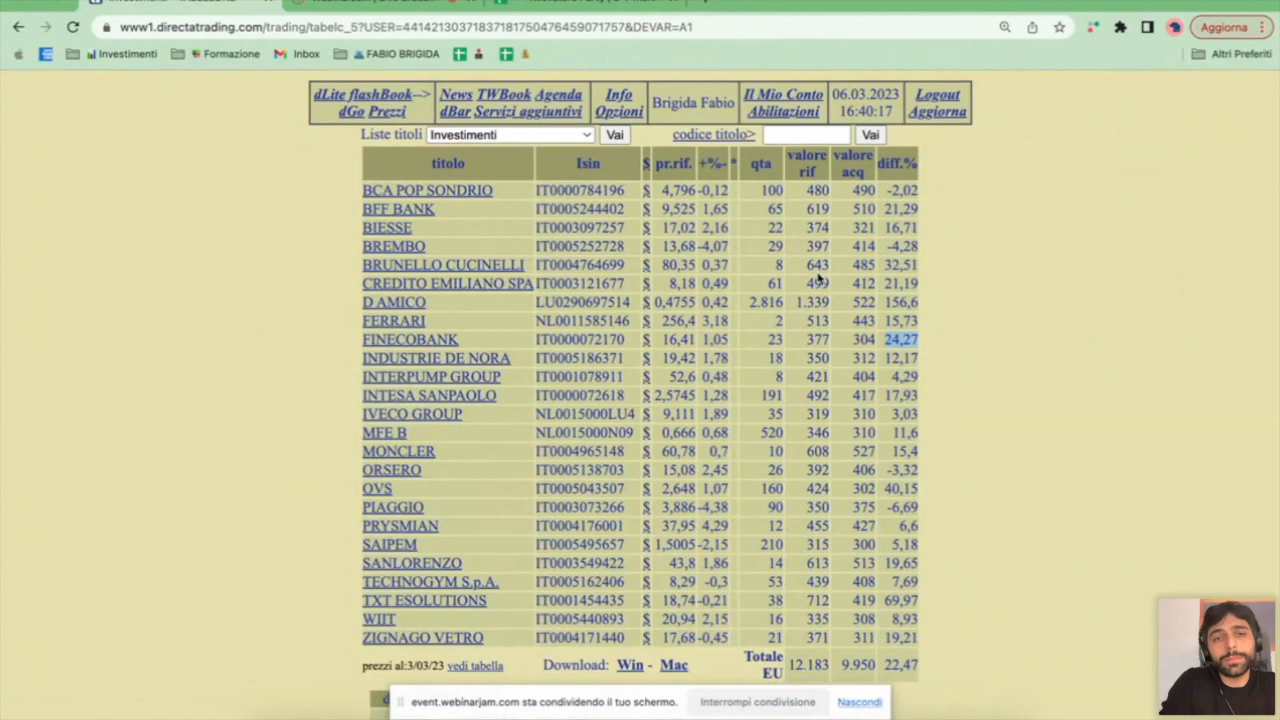 www1.directatrading.com/trading/tabelc_5?USER=44142130371837181750476459071757&DEVAR=A1
Aggiorna
Investimenti Formazione Inbox FABIO BRIGIDA Altri Preferiti
dLite flashBook--> News TWBook Agenda Info Brigida Fabio Il Mio Conto 06.03.2023 Logout
dGo Prezzi dBar Servizi aggiuntivi Opzioni Abilitazioni 16:40:17 Aggiorna
Liste titoli Investimenti Vai codice titolo> Vai
titolo Isin $ pr.rif. +%- * qta valore rif valore acq diff.%
BCA POP SONDRIO IT0000784196 $ 4,796 -0,12 100 480 490 -2,02
BFF BANK IT0005244402 $ 9,525 1,65 65 619 510 21,29
BIESSE IT0003097257 $ 17,02 2,16 22 374 321 16,71
BREMBO IT0005252728 $ 13,68 -4,07 29 397 414 -4,28
BRUNELLO CUCINELLI IT0004764699 $ 80,35 0,37 8 643 485 32,51
CREDITO EMILIANO SPA IT0003121677 $ 8,18 0,49 61 499 412 21,19
D AMICO LU0290697514 $ 0,4755 0,42 2.816 1.339 522 156,6
FERRARI NL0011585146 $ 256,4 3,18 2 513 443 15,73
FINECOBANK IT0000072170 $ 16,41 1,05 23 377 304 24,27
INDUSTRIE DE NORA IT0005186371 $ 19,42 1,78 18 350 312 12,17
INTERPUMP GROUP IT0001078911 $ 52,6 0,48 8 421 404 4,29
INTESA SANPAOLO IT0000072618 $ 2,5745 1,28 191 492 417 17,93
IVECO GROUP NL0015000LU4 $ 9,111 1,89 35 319 310 3,03
MFE B NL0015000N09 $ 0,666 0,68 520 346 310 11,6
MONCLER IT0004965148 $ 60,78 0,7 10 608 527 15,4
ORSERO IT0005138703 $ 15,08 2,45 26 392 406 -3,32
OVS IT0005043507 $ 2,648 1,07 160 424 302 40,15
PIAGGIO IT0003073266 $ 3,886 -4,38 90 350 375 -6,69
PRYSMIAN IT0004176001 $ 37,95 4,29 12 455 427 6,6
SAIPEM IT0005495657 $ 1,5005 -2,15 210 315 300 5,18
SANLORENZO IT0003549422 $ 43,8 1,86 14 613 513 19,65
TECHNOGYM S.p.A. IT0005162406 $ 8,29 -0,3 53 439 408 7,69
TXT ESOLUTIONS IT0001454435 $ 18,74 -0,21 38 712 419 69,97
WIIT IT0005440893 $ 20,94 2,15 16 335 308 8,93
ZIGNAGO VETRO IT0004171440 $ 17,68 -0,45 21 371 311 19,21
prezzi al:3/03/23 vedi tabella Download: Win - Mac Totale EU 12.183 9.950 22,47
event.webinarjam.com sta condividendo il tuo schermo. Interrompi condivisione Nascondi